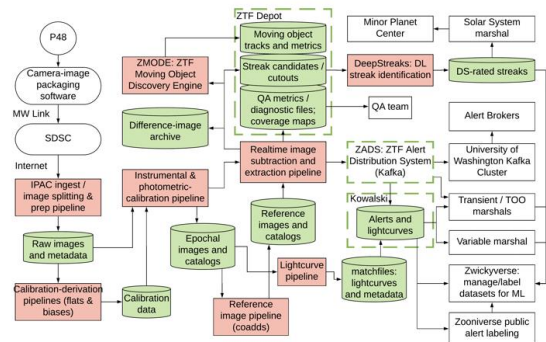 ZTF Depot
P48
Camera-image
packaging
software
MW Link
SDSC
Internet
IPAC ingest /
image splitting &
prep pipeline
Raw images
and metadata
Calibration-derivation
pipelines (flats &
biases)
Calibration
data
ZMODE: ZTF
Moving Object
Discovery Engine
Difference-image
archive
Instrumental &
photometric-
calibration pipeline
Epochal
images and
catalogs
Reference
image pipeline
(coadds)
Moving object
tracks and metrics
Streak candidates /
cutouts
QA metrics /
diagnostic files;
coverage maps
Realtime image
subtraction and
extraction pipeline
Reference
images and
catalogs
Lightcurve
pipeline
Minor Planet
Center
DeepStreaks: DL
streak identification
QA team
ZADS: ZTF Alert
Distribution System
(Kafka)
Kowalski
Alerts and
lightcurves
matchfiles:
lightcurves
and metadata
Solar System
marshal
DS-rated streaks
Alert Brokers
University of
Washington Kafka
Cluster
Transient / TOO
marshals
Variable marshal
Zwickyverse:
manage/label
datasets for ML
Zooniverse public
alert labeling